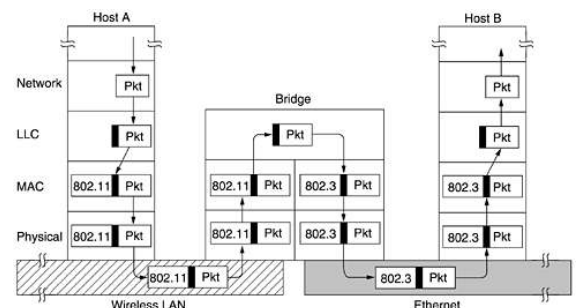 Host A
Host B
Network
Pkt
Bridge
Pkt
LLC
Pkt
Pkt
Pkt
MAC
802.11 Pkt
802.11 Pkt
802.3 Pkt
802.3 Pkt
Physical
802.11 Pkt
802.11 Pkt
802.3 Pkt
802.3 Pkt
802.11 Pkt
802.3 Pkt
Wireless LAN
Ethernet